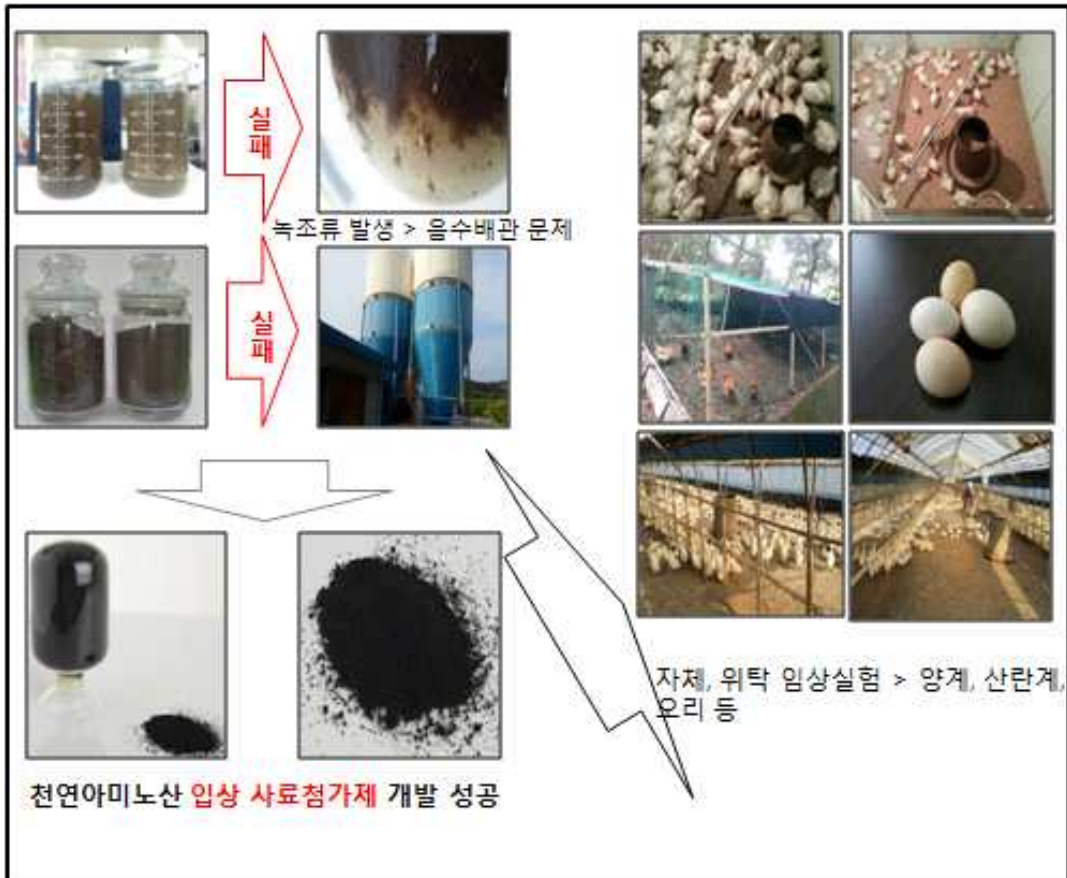 실패
녹조류 발생 > 음수배관 문제
실패
천연아미노산 입상 사료첨가제 개발 성공
자체, 위탁 임상실험 > 양계, 산란계,
오리 등